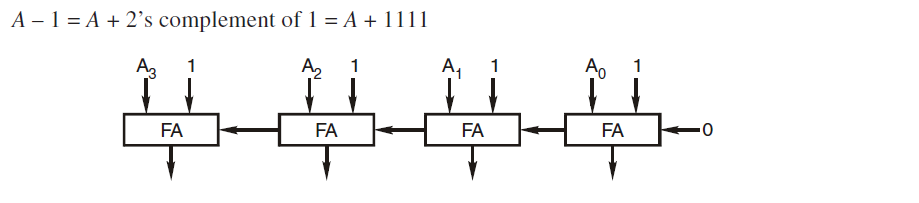 A – 1 = A + 2’s complement of 1 = A + 1111
A₃ 1 A₂ 1 A₁ 1 A₀ 1
FA FA FA FA 0